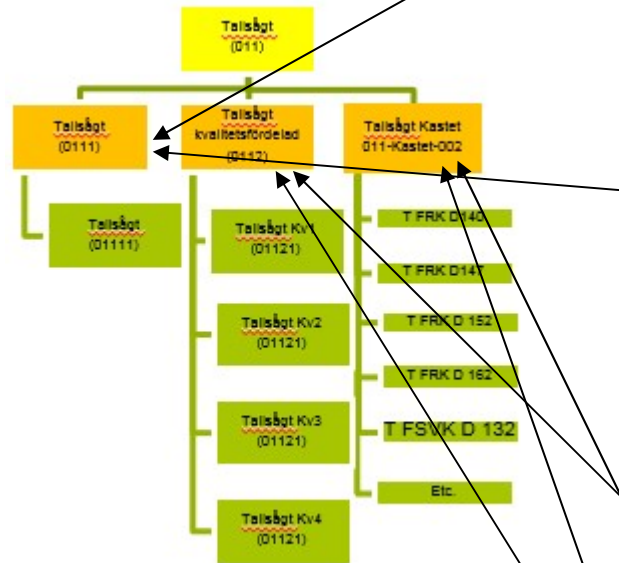 Tallsågt
(011)
Tallsågt
(0111)
Tallsågt
kvalitetsfördelad
(0112)
Tallsågt Kastet
011-Kastet-002
Tallsågt
(01111)
Tallsågt Kv1
(01121)
Tallsågt Kv2
(01121)
Tallsågt Kv3
(01121)
Tallsågt Kv4
(01121)
T FRK D140
T FRK D147
T FRK D 152
T FRK D 162
T FSVK D 132
Etc.